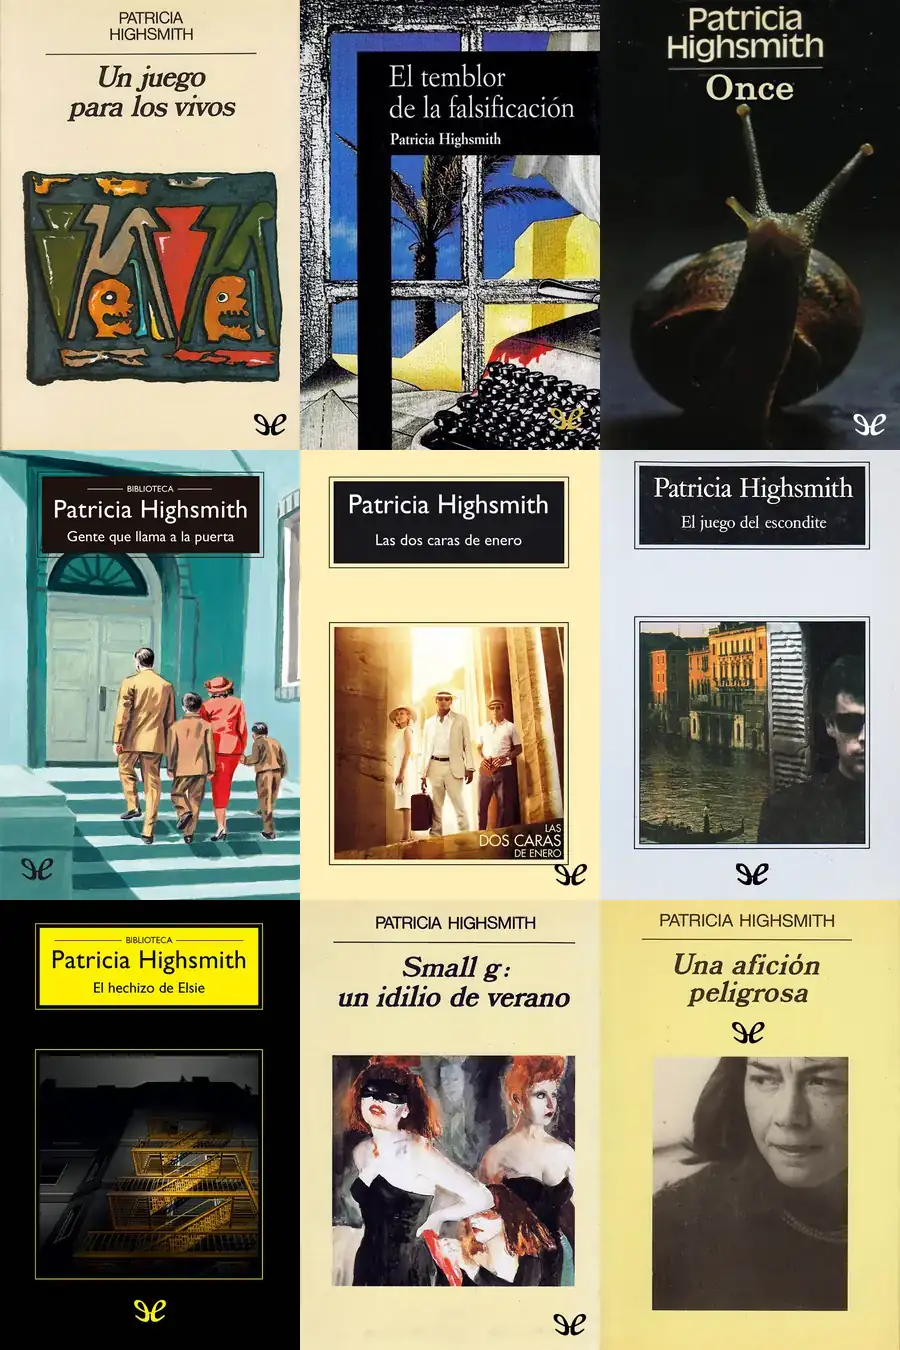 PATRICIA
HIGHSMITH
Un juego
para los vivos
El temblor
de la falsificación
Patricia Highsmith
Patricia
Highsmith
Once
BIBLIOTECA
Patricia Highsmith
Gente que llama a la puerta
Patricia Highsmith
Las dos caras de enero
LAS
DOS CARAS
DE ENERO
Patricia Highsmith
El juego del escondite
BIBLIOTECA
Patricia Highsmith
El hechizo de Elsie
PATRICIA HIGHSMITH
Small g:
un idilio de verano
PATRICIA HIGHSMITH
Una afición
peligrosa